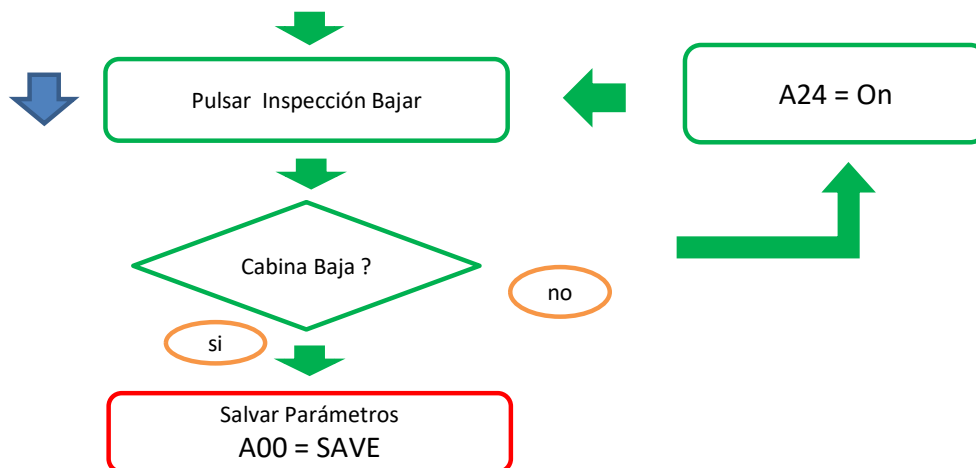 Pulsar Inspección Bajar
A24 = On
Cabina Baja ?
no
si
Salvar Parámetros
A00 = SAVE